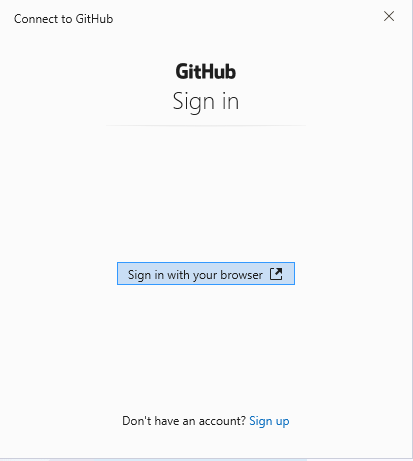 Connect to GitHub
GitHub
Sign in
Sign in with your browser
Don't have an account? Sign up